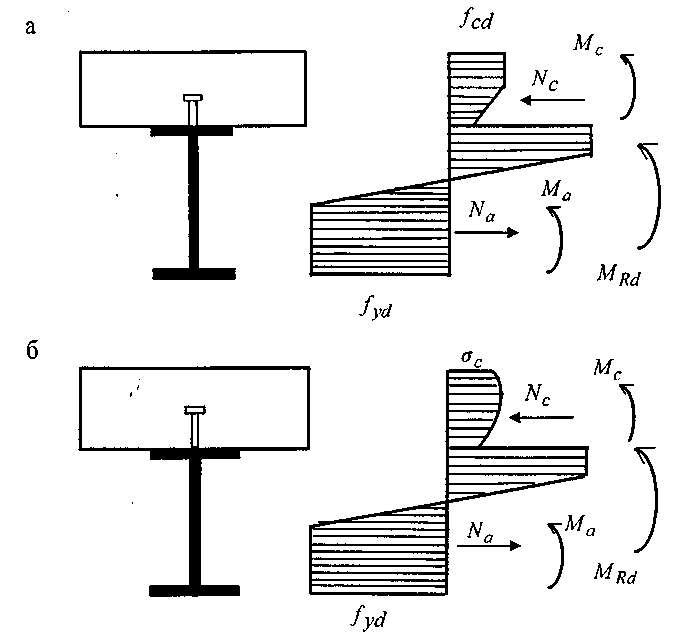 а
f_cd
M_c
N_c
M_a
N_a
M_Rd
f_yd
б
σ_c
M_c
N_c
N_a
M_a
M_Rd
f_yd